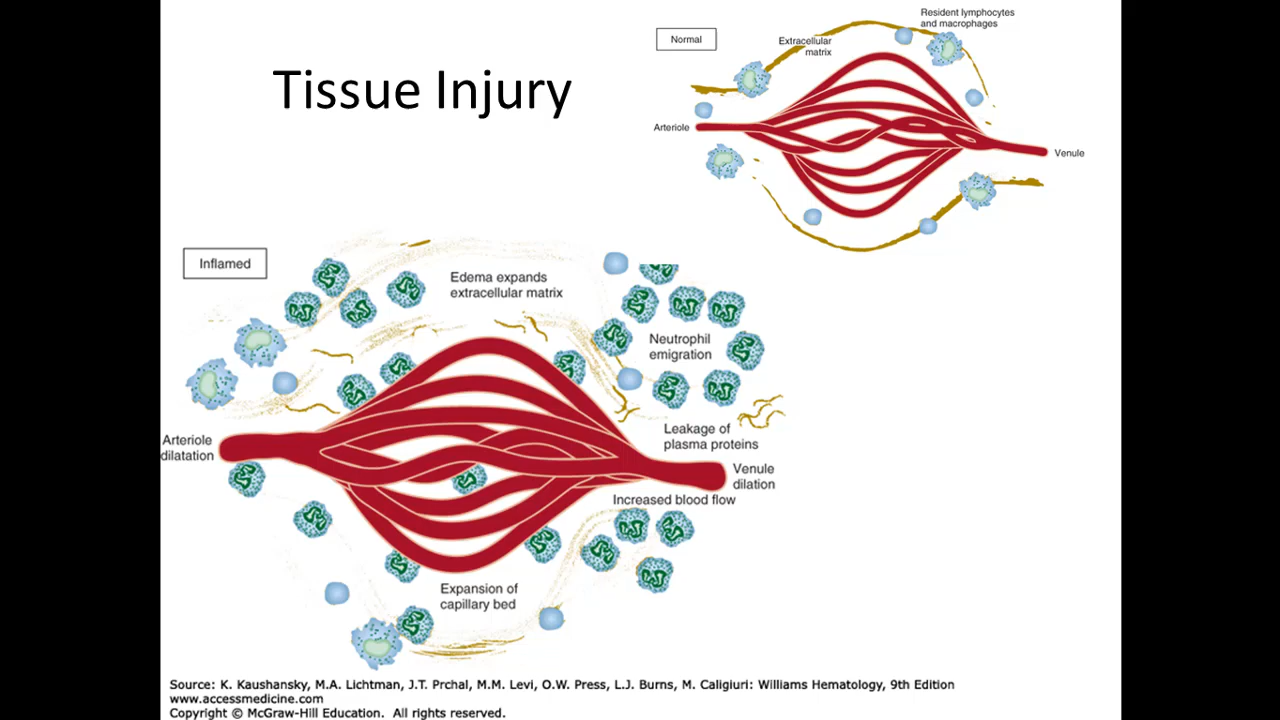 Tissue Injury
Normal
Resident lymphocytes
and macrophages
Extracellular
matrix
Arteriole
Venule
Inflamed
Edema expands
extracellular matrix
Neutrophil
emigration
Leakage of
plasma proteins
Arteriole
dilatation
Venule
dilation
Increased blood flow
Expansion of
capillary bed
Source: K. Kaushansky, M.A. Lichtman, J.T. Prchal, M.M. Levi, O.W. Press, L.J. Burns, M. Caligiuri: Williams Hematology, 9th Edition
www.accessmedicine.com
Copyright © McGraw-Hill Education. All rights reserved.